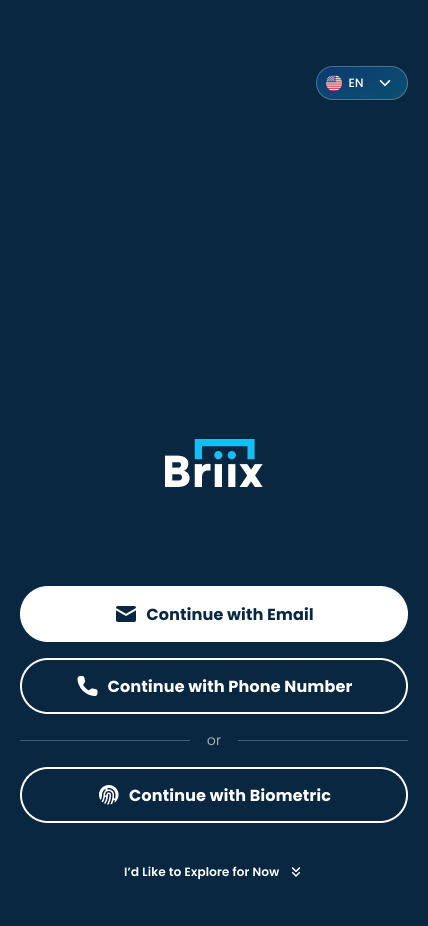 EN
Briix
Continue with Email
Continue with Phone Number
or
Continue with Biometric
I'd Like to Explore for Now